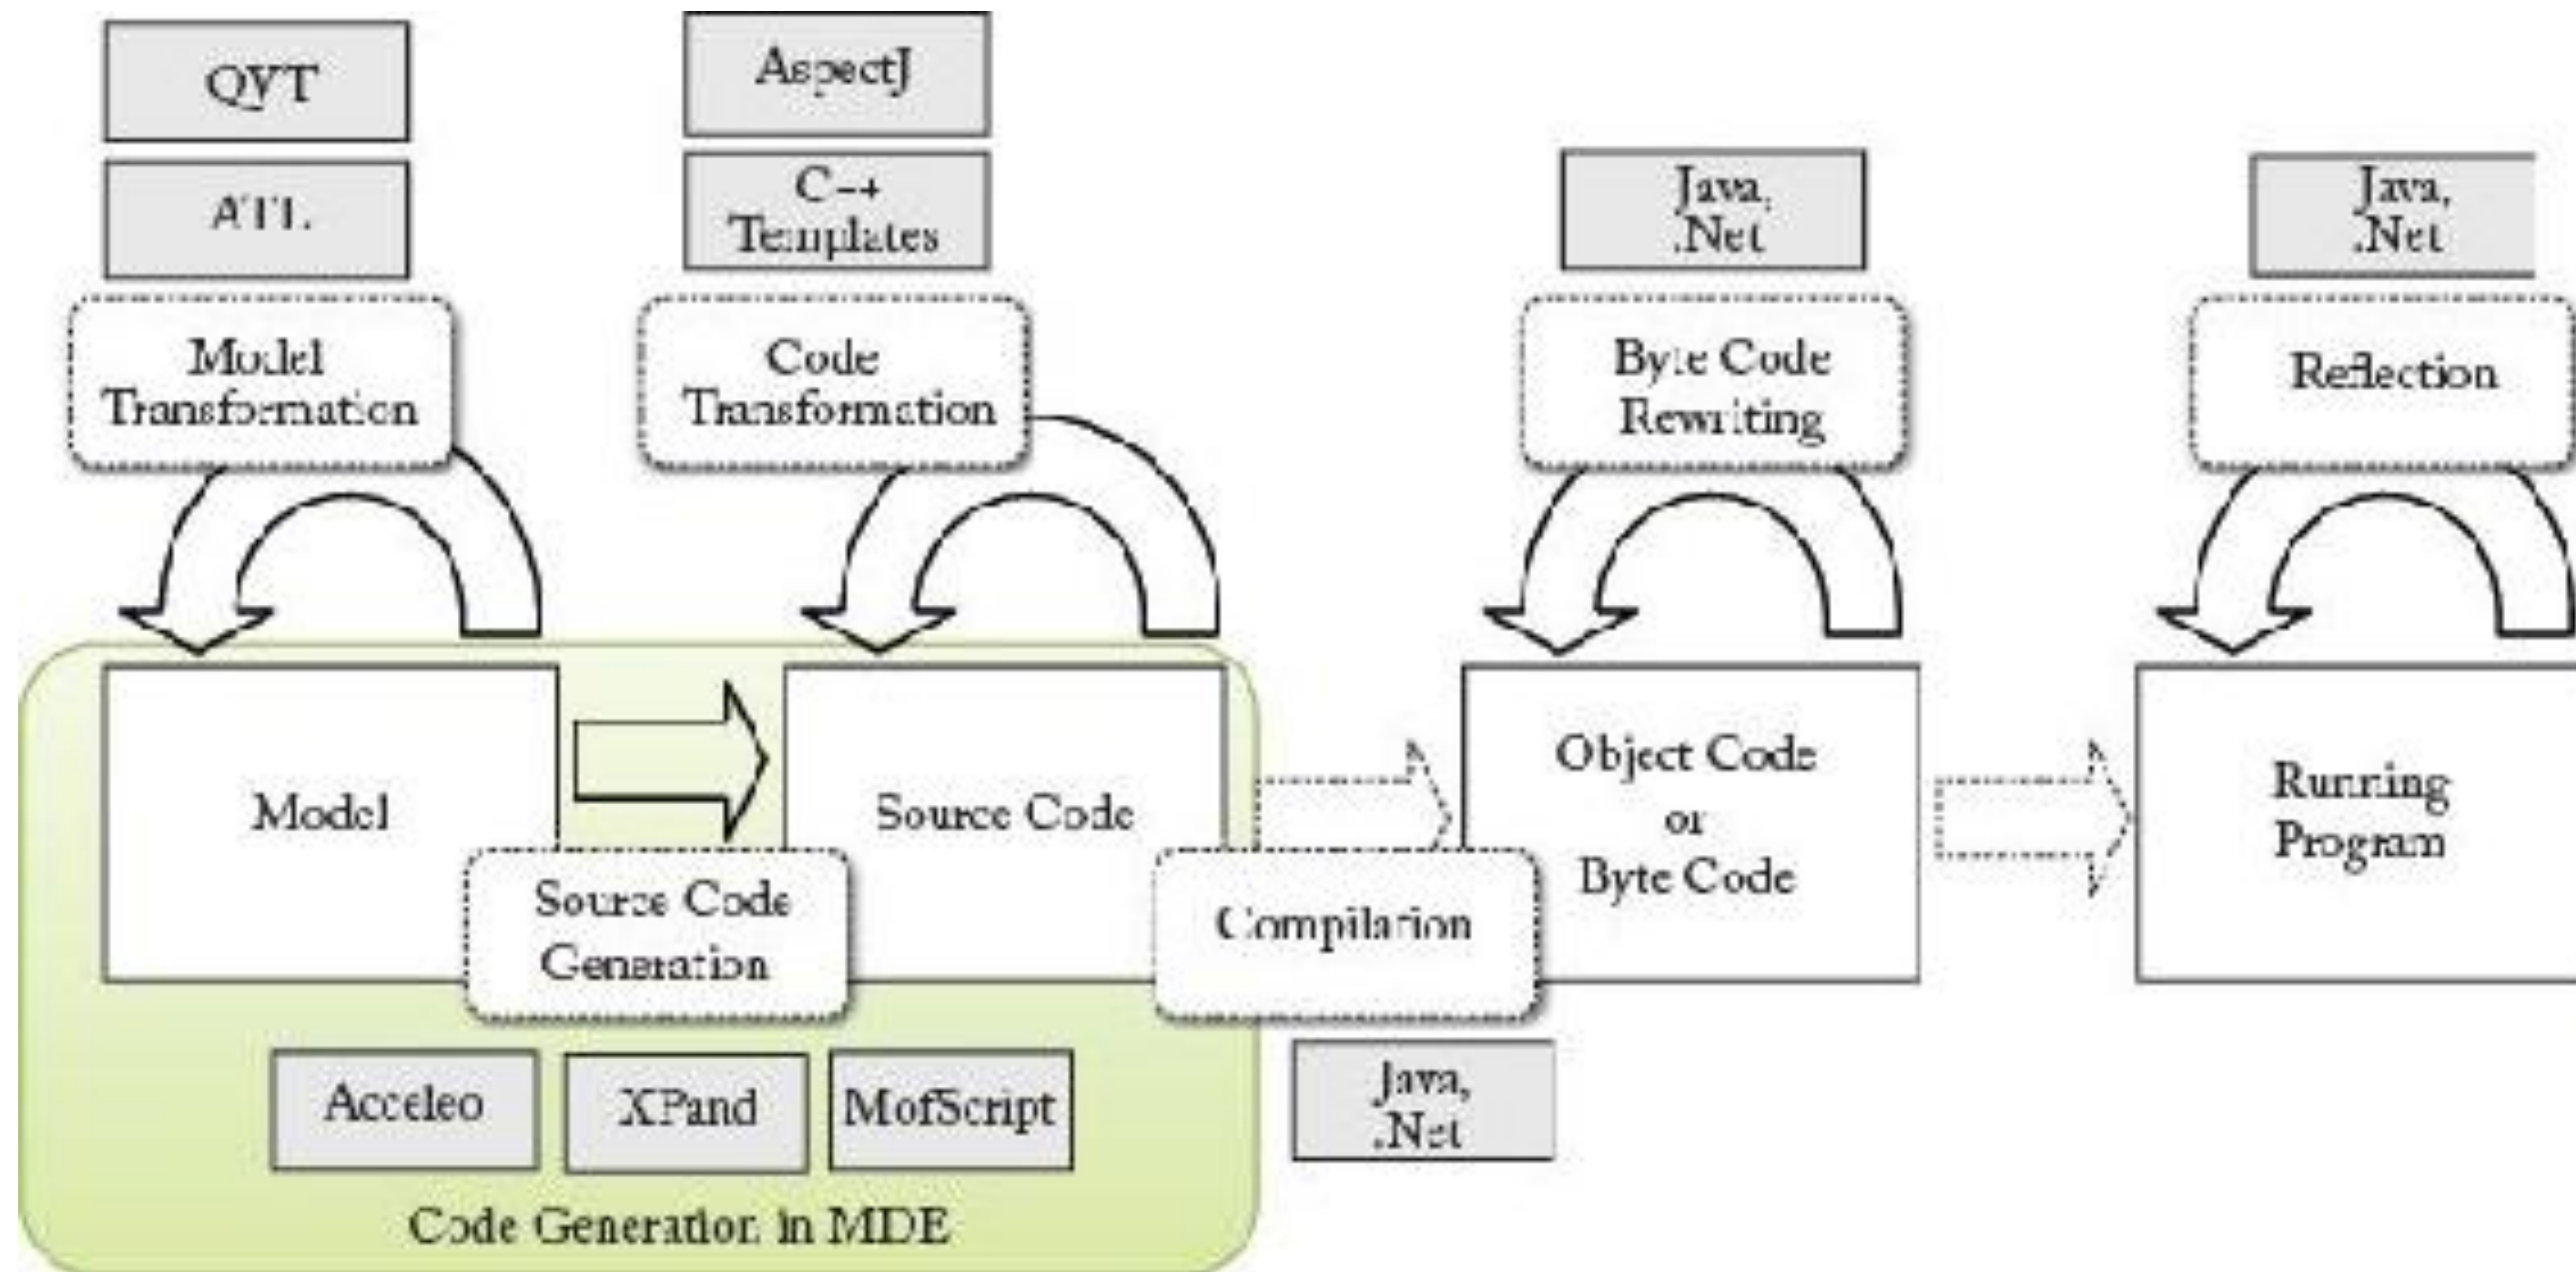 QVT
AspectJ
ATL
C++
Templates
Java,
.Net
Java,
.Net
Model
Transformation
Code
Transformation
Byte Code
Rewriting
Reflection
Model
Source Code
Object Code
or
Byte Code
Running
Program
Source Code
Generation
Compilation
Acceleo
XPand
MofScript
Java,
.Net
Code Generation in MDE